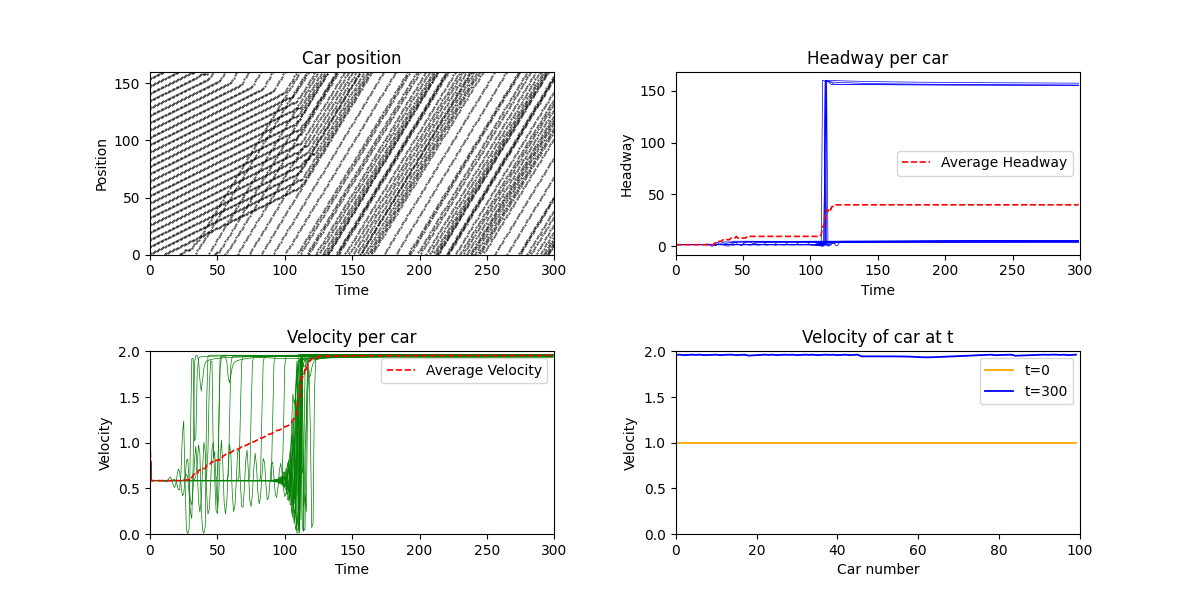 Car position
Position
150
100
50
0
0 50 100 150 200 250 300
Time
Headway per car
Headway
150
100
50
0
Average Headway
0 50 100 150 200 250 300
Time
Velocity per car
Velocity
2.0
1.5
1.0
0.5
0.0
Average Velocity
0 50 100 150 200 250 300
Time
Velocity of car at t
Velocity
2.0
1.5
1.0
0.5
0.0
t=0
t=300
0 20 40 60 80 100
Car number